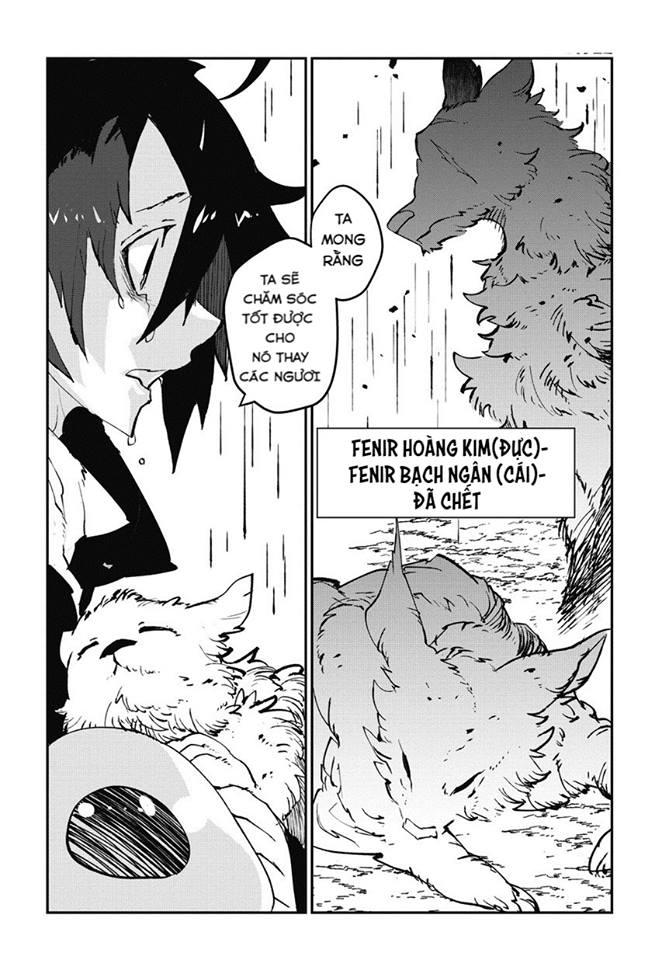 TA
MONG
RẰNG
TA SẼ
CHĂM SÓC
TỐT ĐƯỢC
CHO
NÓ THAY
CÁC NGƯƠI
FENIR HOÀNG KIM(ĐỰC)-
FENIR BẠCH NGÂN (CÁI)-
ĐÃ CHẾT